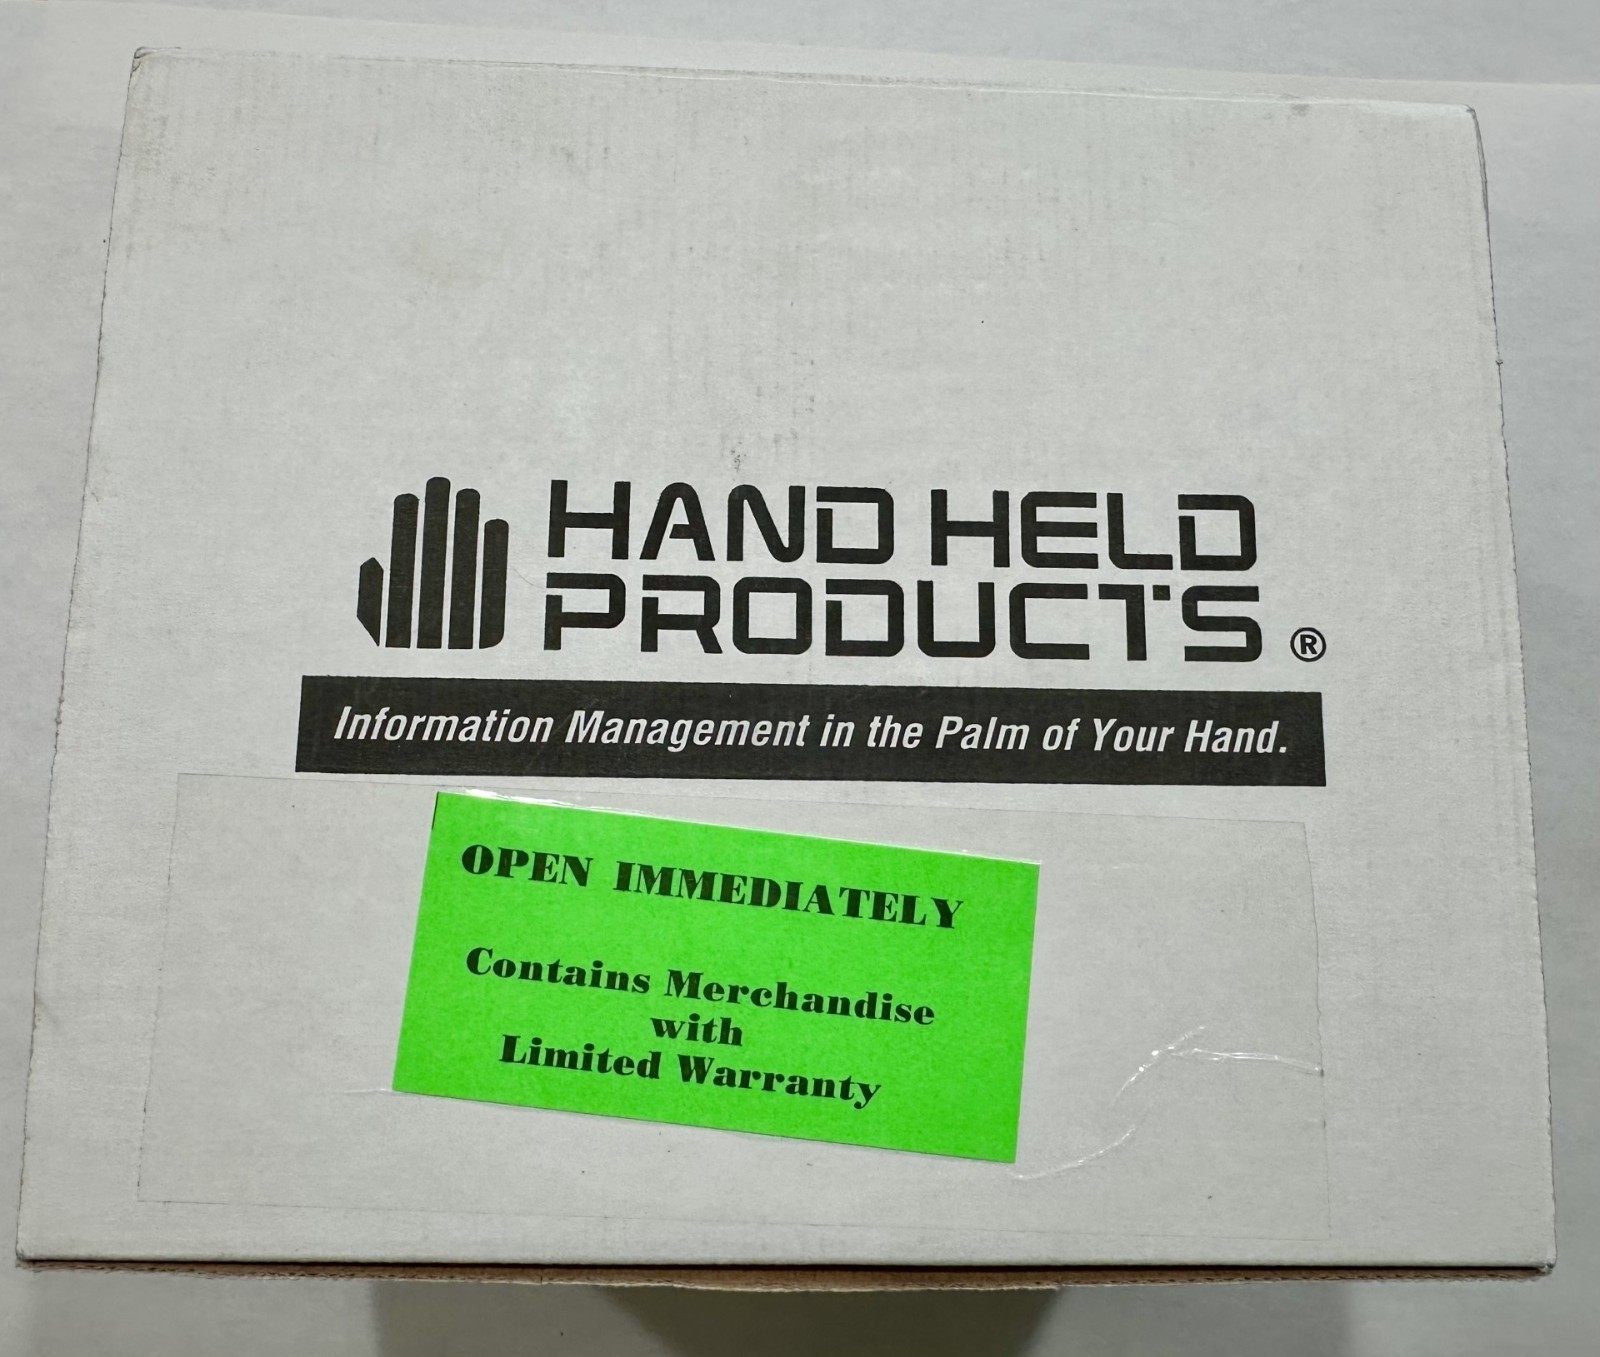 HAND HELD
PRODUCTS ®
Information Management in the Palm of Your Hand.
OPEN IMMEDIATELY
Contains Merchandise
with
Limited Warranty